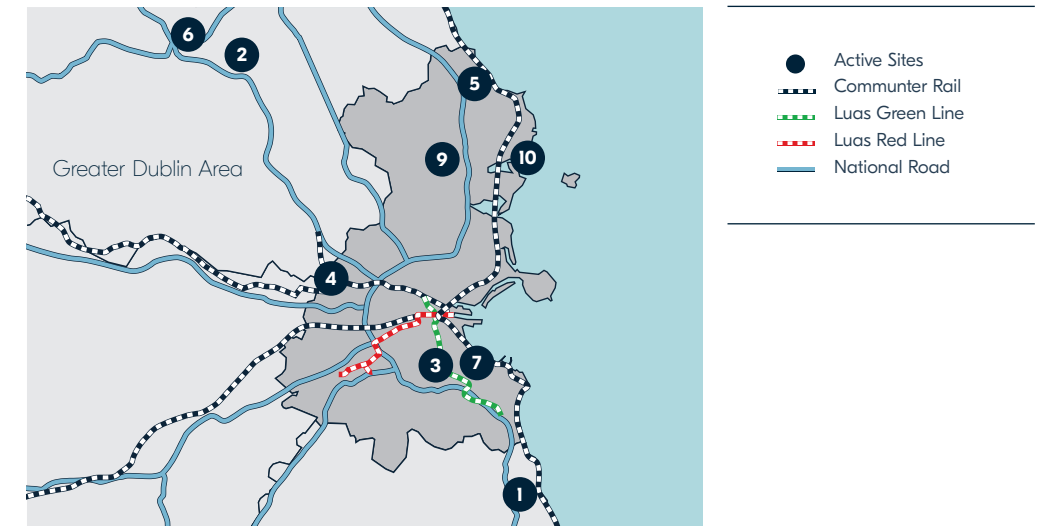 6
2
5
9
10
Greater Dublin Area
4
3
7
1
Active Sites
Communter Rail
Luas Green Line
Luas Red Line
National Road